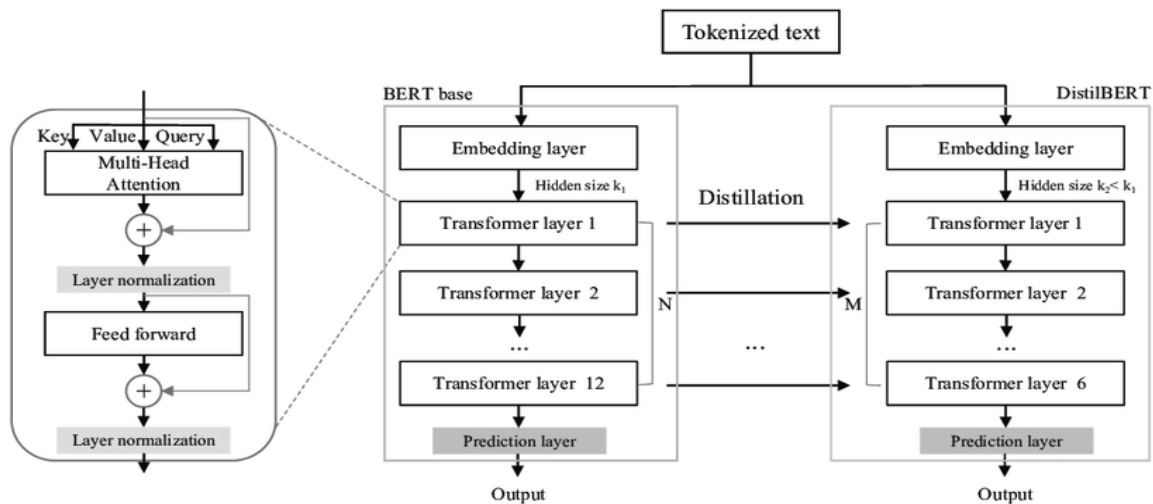 Tokenized text
BERT base
DistilBERT
Key Value Query
Multi-Head
Attention
+
Layer normalization
Feed forward
+
Layer normalization
Embedding layer
Hidden size k₁
Transformer layer 1
Transformer layer 2
...
Transformer layer 12
Prediction layer
Output
N
Distillation
...
M
Embedding layer
Hidden size k₂< k₁
Transformer layer 1
Transformer layer 2
...
Transformer layer 6
Prediction layer
Output